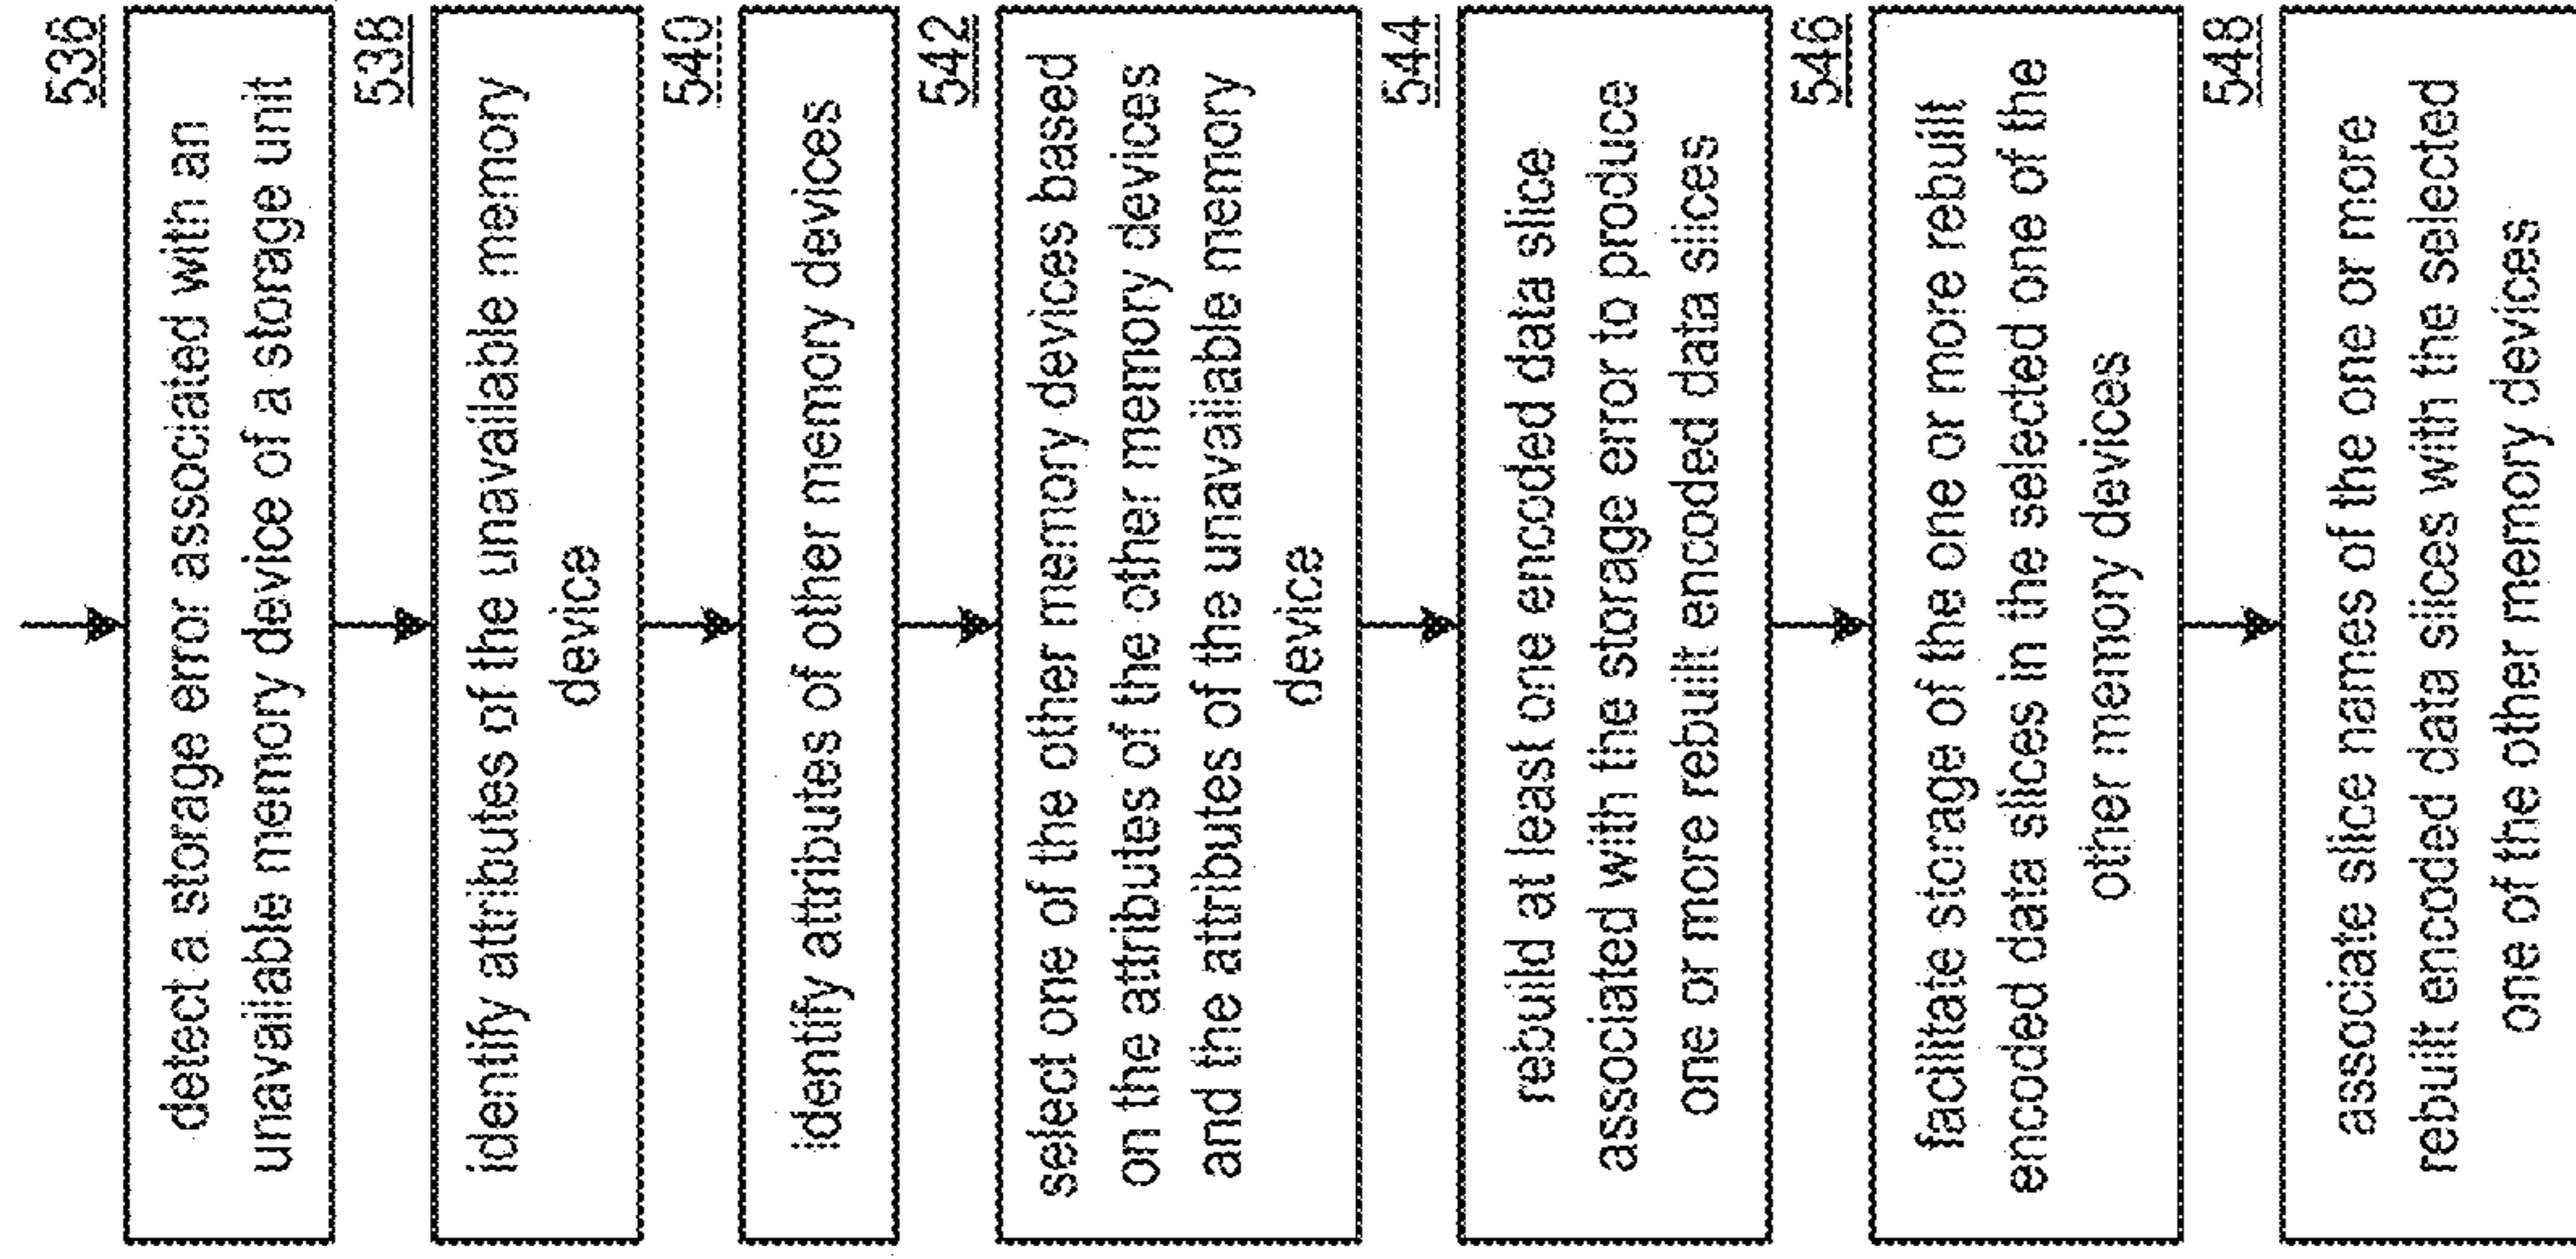 536
detect a storage error associated with an
unavailable memory device of a storage unit
538
identify attributes of the unavailable memory
device
540
identify attributes of other memory devices
542
select one of the other memory devices based
on the attributes of the other memory devices
and the attributes of the unavailable memory
device
544
rebuild at least one encoded data slice
associated with the storage error to produce
one or more rebuilt encoded data slices
546
facilitate storage of the one or more rebuilt
encoded data slices in the selected one of the
other memory devices
548
associate slice names of the one or more
rebuilt encoded data slices with the selected
one of the other memory devices